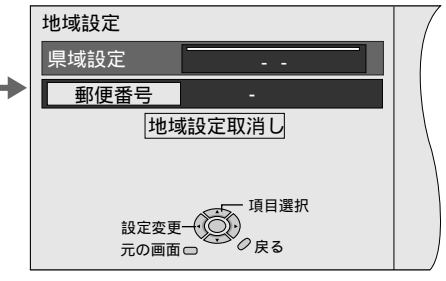 地域設定
県域設定 - -
郵便番号 -
地域設定取消し
項目選択
設定変更
元の画面 戻る